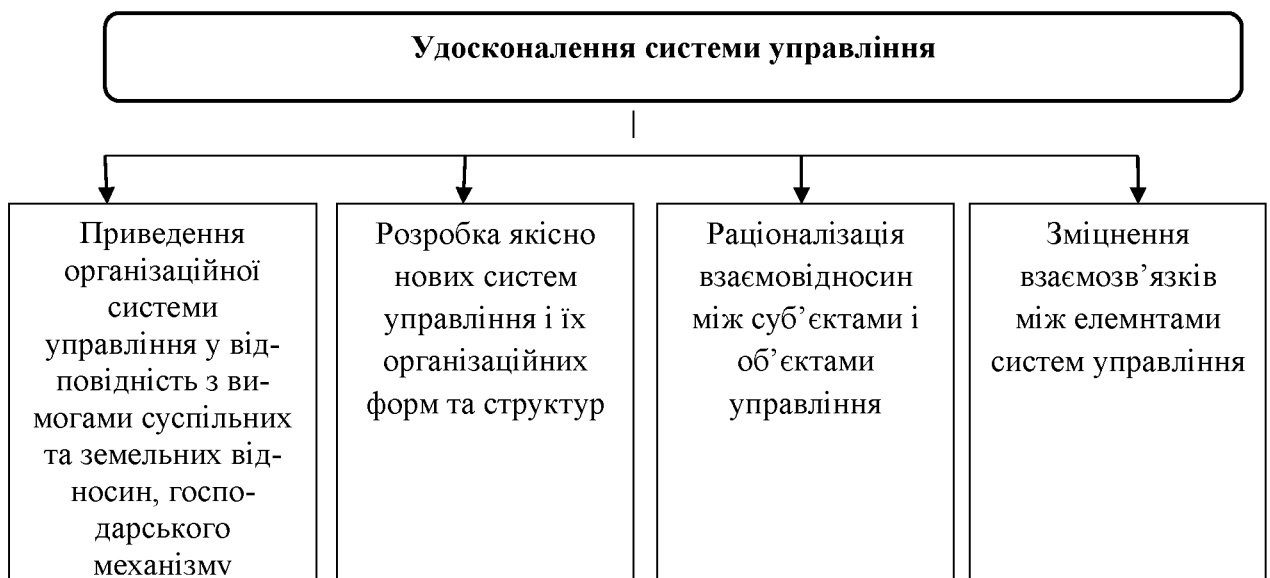 Удосконалення системи управління
Приведення
організаційної
системи
управління у від-
повідність з ви-
могами суспільних
та земельних від-
носин, госпо-
дарського
механізму
Розробка якісно
нових систем
управління і їх
організаційних
форм та структур
Раціоналізація
взаємовідносин
між суб’єктами і
об’єктами
управління
Зміцнення
взаємозв’язків
між елемнтами
систем управління